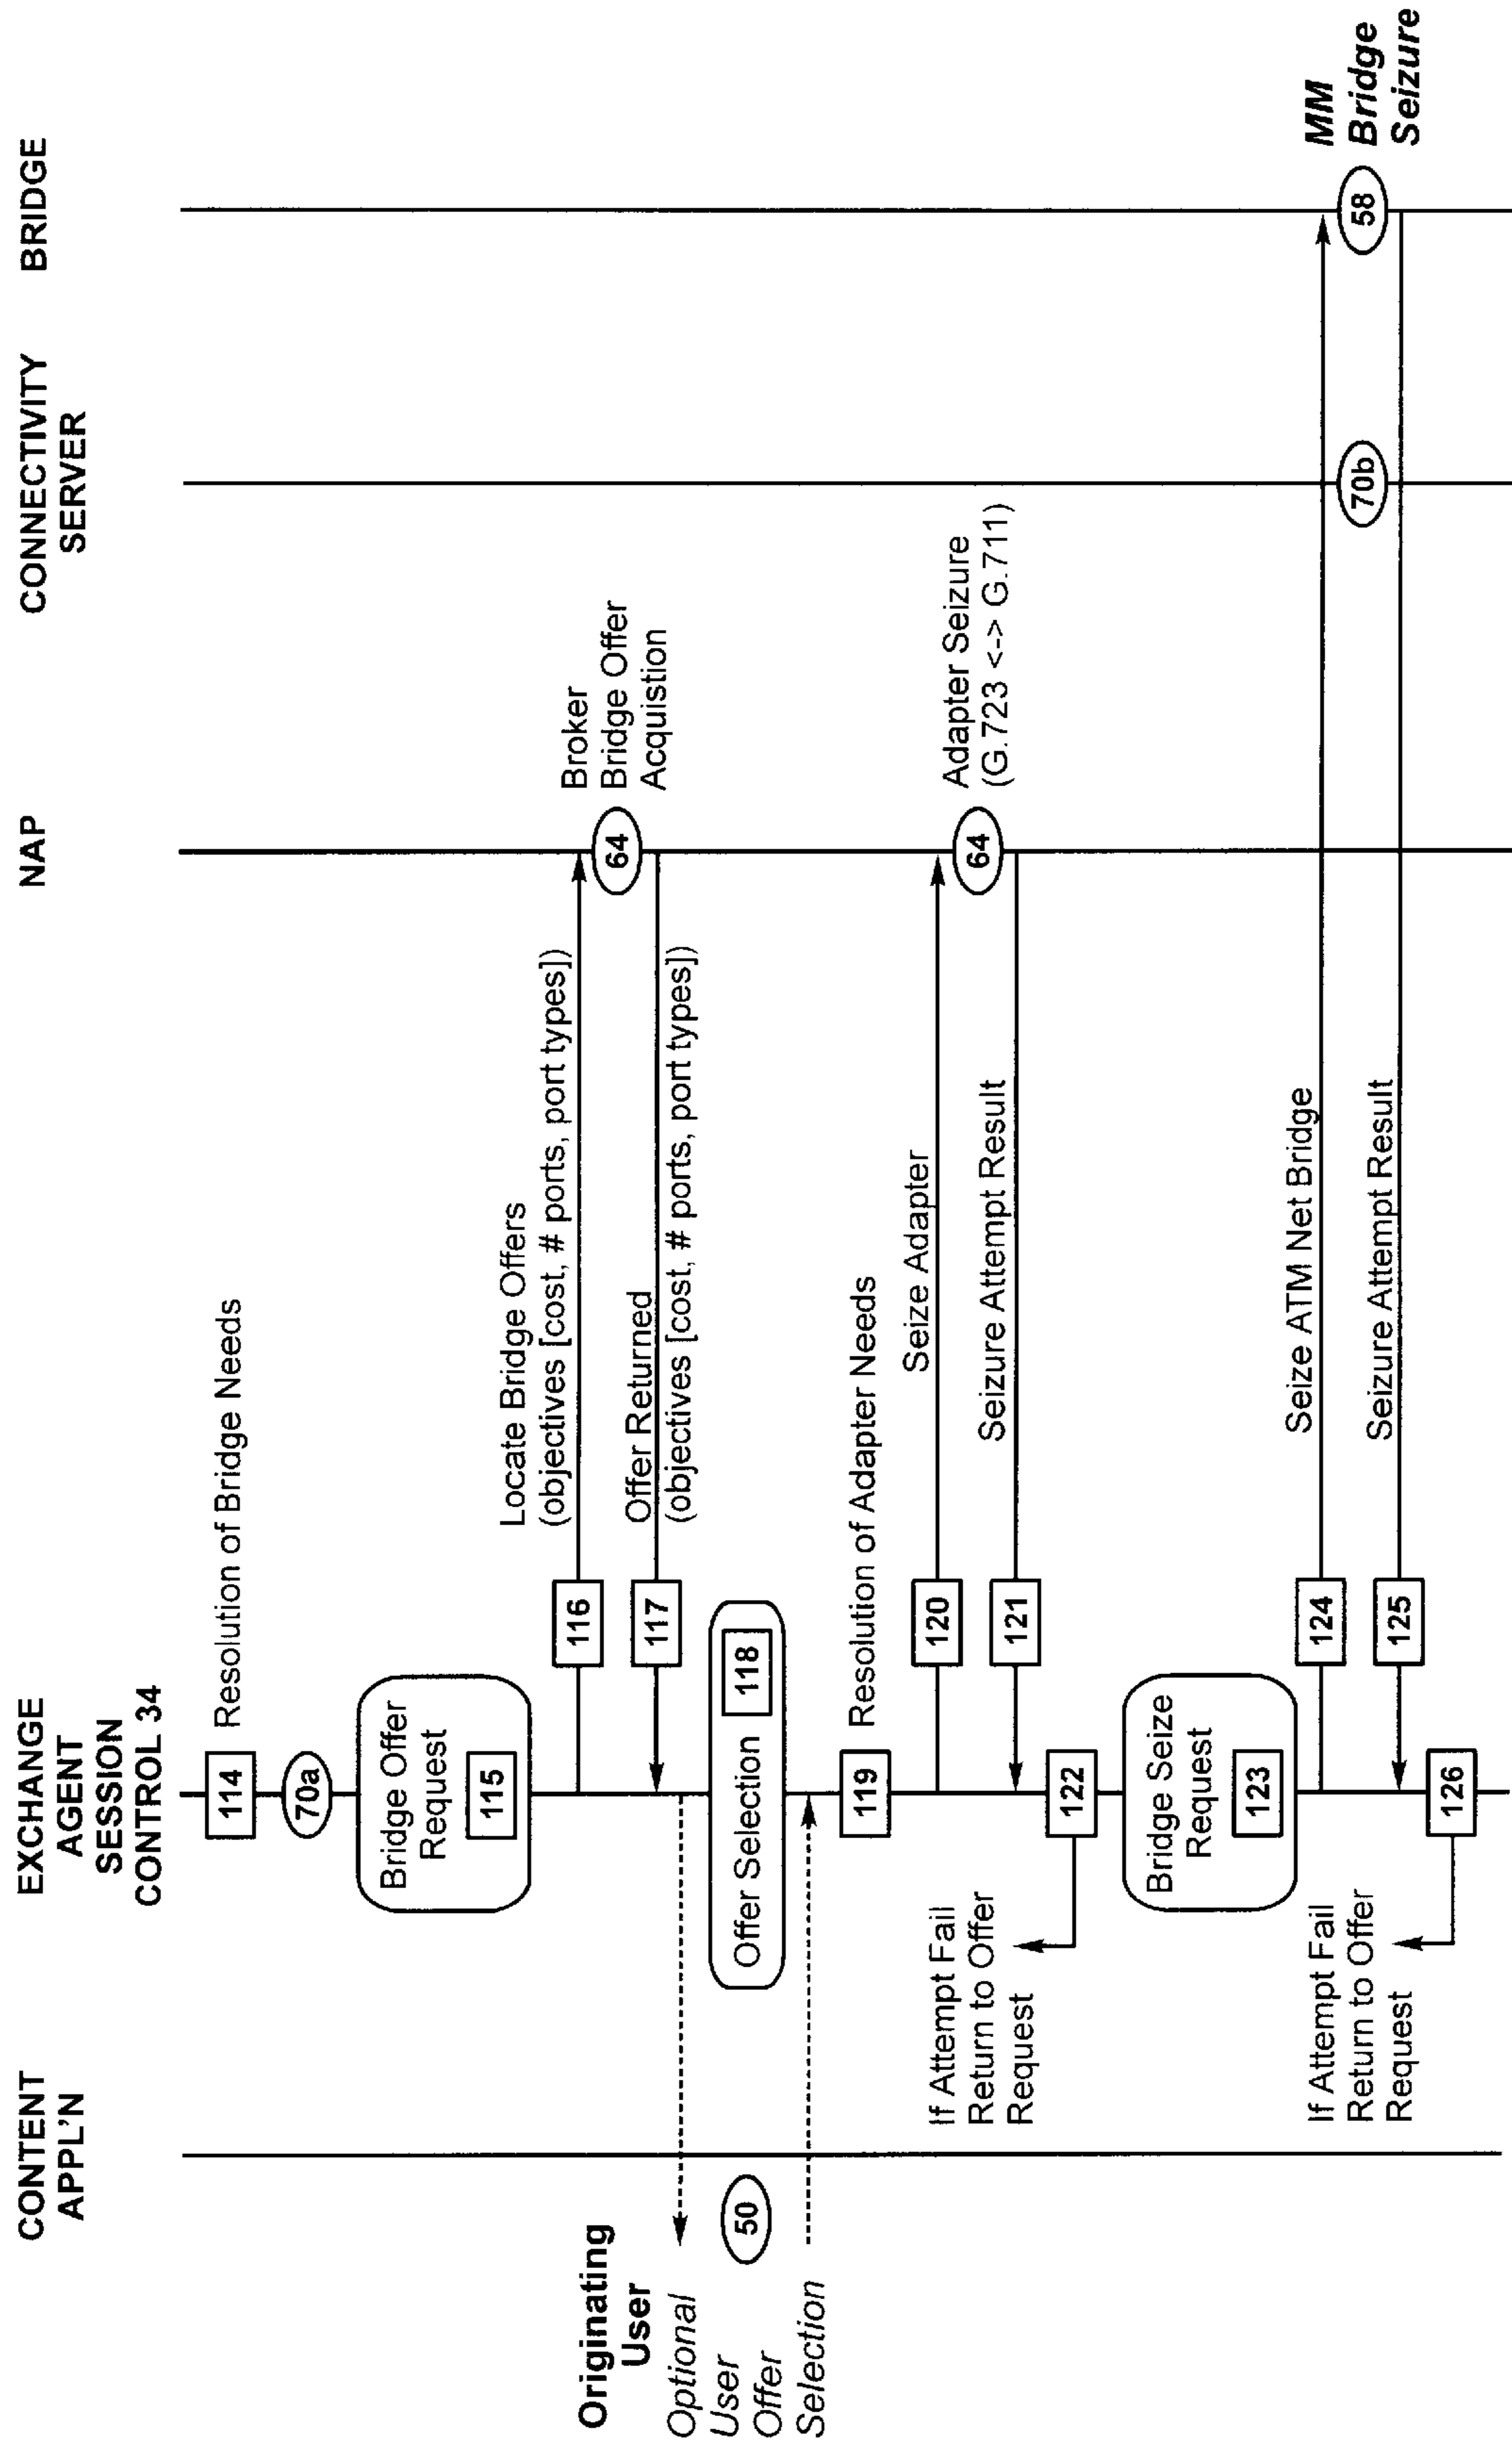 CONTENT
APPL'N
EXCHANGE
AGENT
SESSION
CONTROL 34
NAP
CONNECTIVITY
SERVER
BRIDGE
114
Resolution of Bridge Needs
70a
Bridge Offer
Request
115
Locate Bridge Offers
(objectives [cost, # ports, port types])
116
64
Broker
Bridge Offer
Acquistion
Offer Returned
(objectives [cost, # ports, port types])
117
Originating
User
Optional
User
Offer
Selection
50
Offer Selection
118
119
Resolution of Adapter Needs
Seize Adapter
120
64
Adapter Seizure
(G.723 <-> G.711)
Seizure Attempt Result
121
If Attempt Fail
Return to Offer
Request
122
Bridge Seize
Request
123
Seize ATM Net Bridge
124
70b
58
MM
Bridge
Seizure
Seizure Attempt Result
125
If Attempt Fail
Return to Offer
Request
126